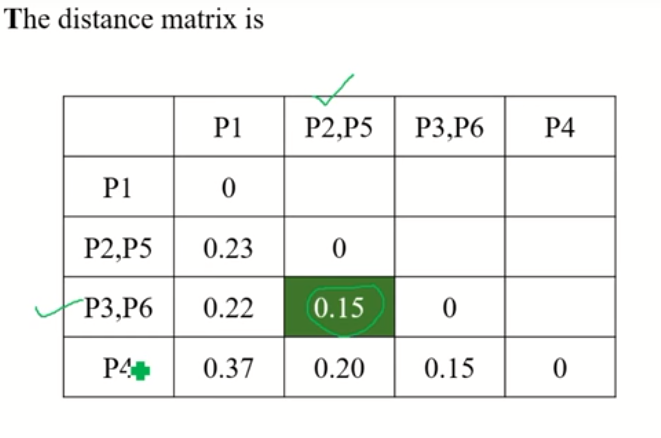 The distance matrix is
P1 P2,P5 P3,P6 P4
P1 0
P2,P5 0.23 0
P3,P6 0.22 0.15 0
P4 0.37 0.20 0.15 0